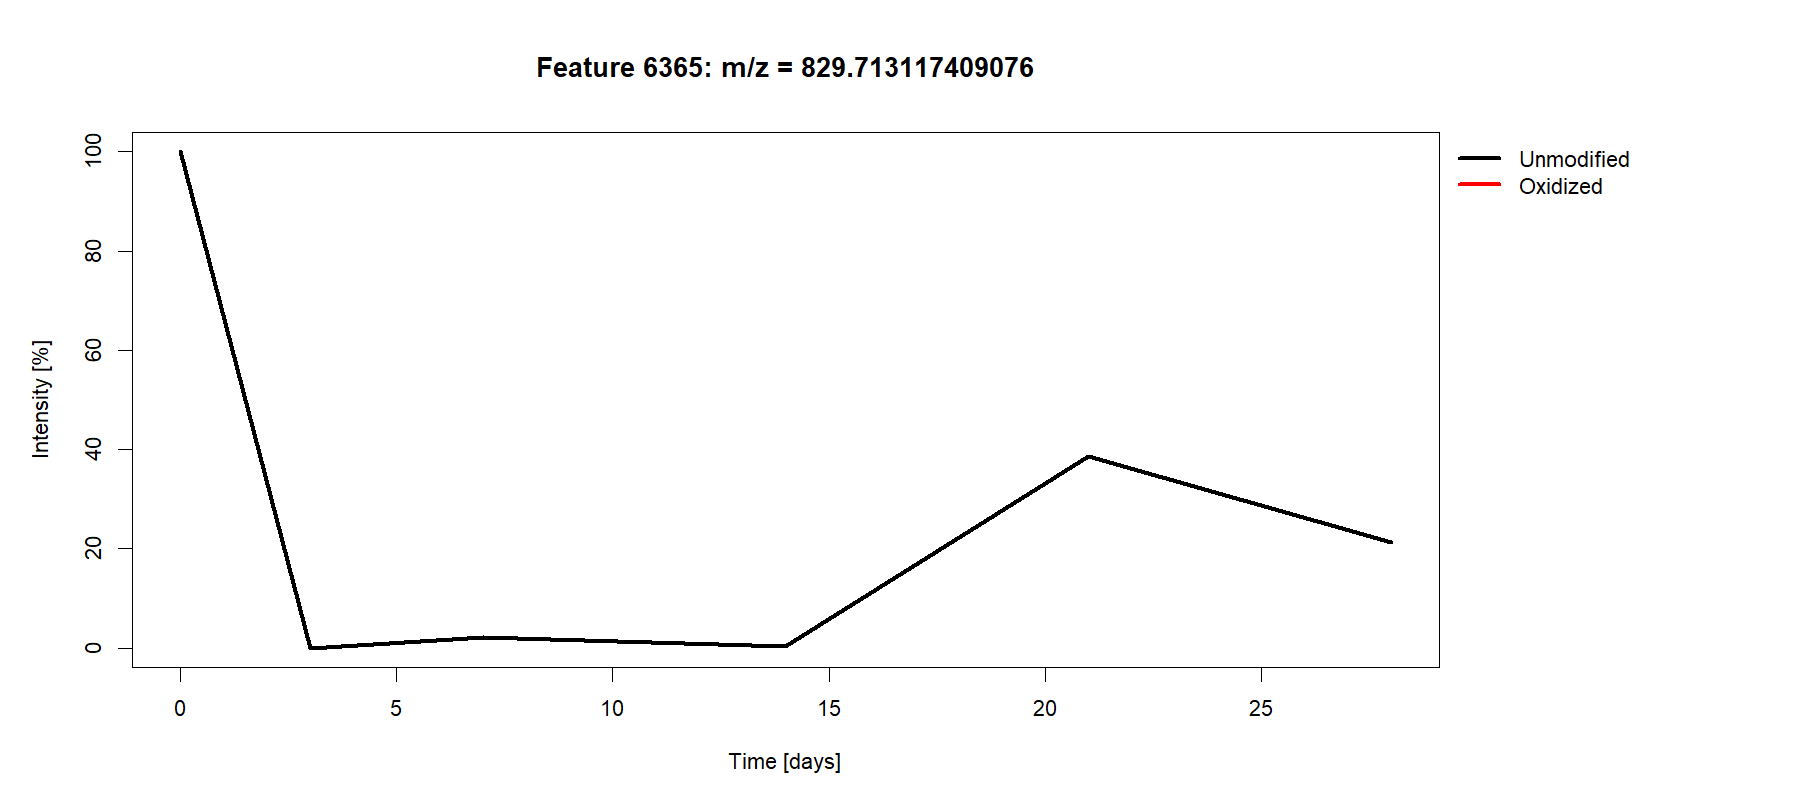 Feature 6365: m/z = 829.713117409076
100
80
60
40
20
0
Intensity [%]
0 5 10 15 20 25
Time [days]
Unmodified
Oxidized